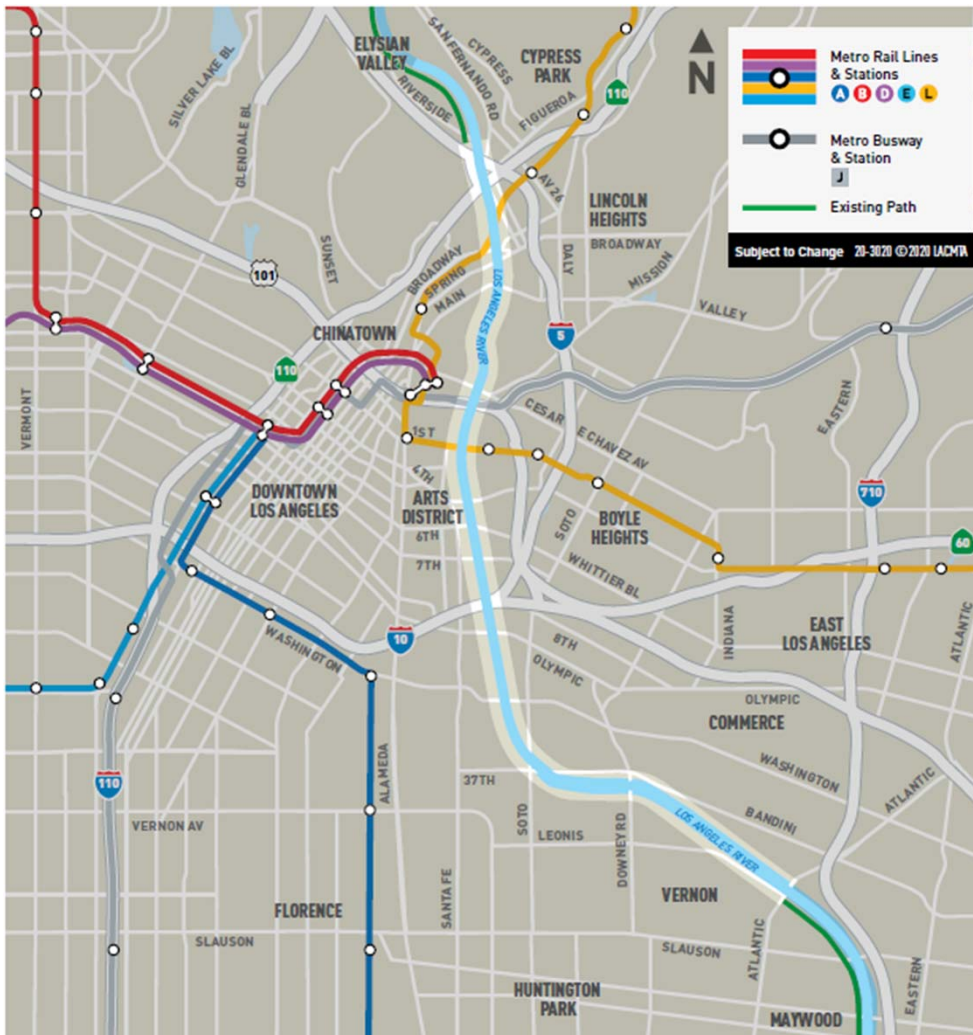 ELYSIAN
VALLEY
SAN FERNANDO RD
CYPRESS
CYPRESS
PARK
RIVERSIDE
FIGUEROA
110
N
Metro Rail Lines
& Stations
A B D E L
Metro Busway
& Station
J
Existing Path
Subject to Change 20-3020 © 2020 LACMTA
SILVER LAKE BL
GLENDALE BL
SUNSET
101
AV 26
LINCOLN
HEIGHTS
BROADWAY
DALY
MISSION
VALLEY
BROADWAY
SPRING
MAIN
LOS ANGELES RIVER
CHINATOWN
5
110
VERMONT
EASTERN
CESAR E CHAVEZ AV
1ST
4TH
DOWNTOWN
LOS ANGELES
ARTS
DISTRICT
6TH
7TH
SOTO
BOYLE
HEIGHTS
WHITTIER BL
710
60
INDIANA
EAST
LOS ANGELES
ATLANTIC
10
WASHINGTON
8TH
OLYMPIC
OLYMPIC
COMMERCE
WASHINGTON
ATLANTIC
ALAMEDA
110
37TH
SOTO
VERNON AV
LEONIS
DOWNEY RD
LOS ANGELES RIVER
BANDINI
VERNON
FLORENCE
SANTA FE
SLAUSON
SLAUSON
ATLANTIC
EASTERN
HUNTINGTON
PARK
MAYWOOD